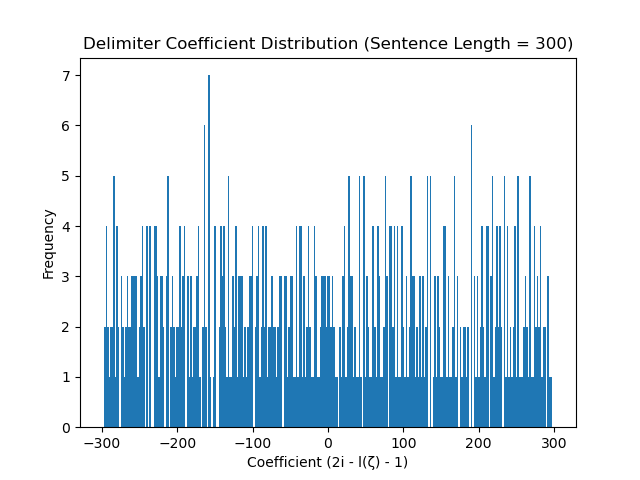 Delimiter Coefficient Distribution (Sentence Length = 300)
7
6
5
4
3
2
1
0
Frequency
−300 −200 −100 0 100 200 300
Coefficient (2i - l(ζ) - 1)